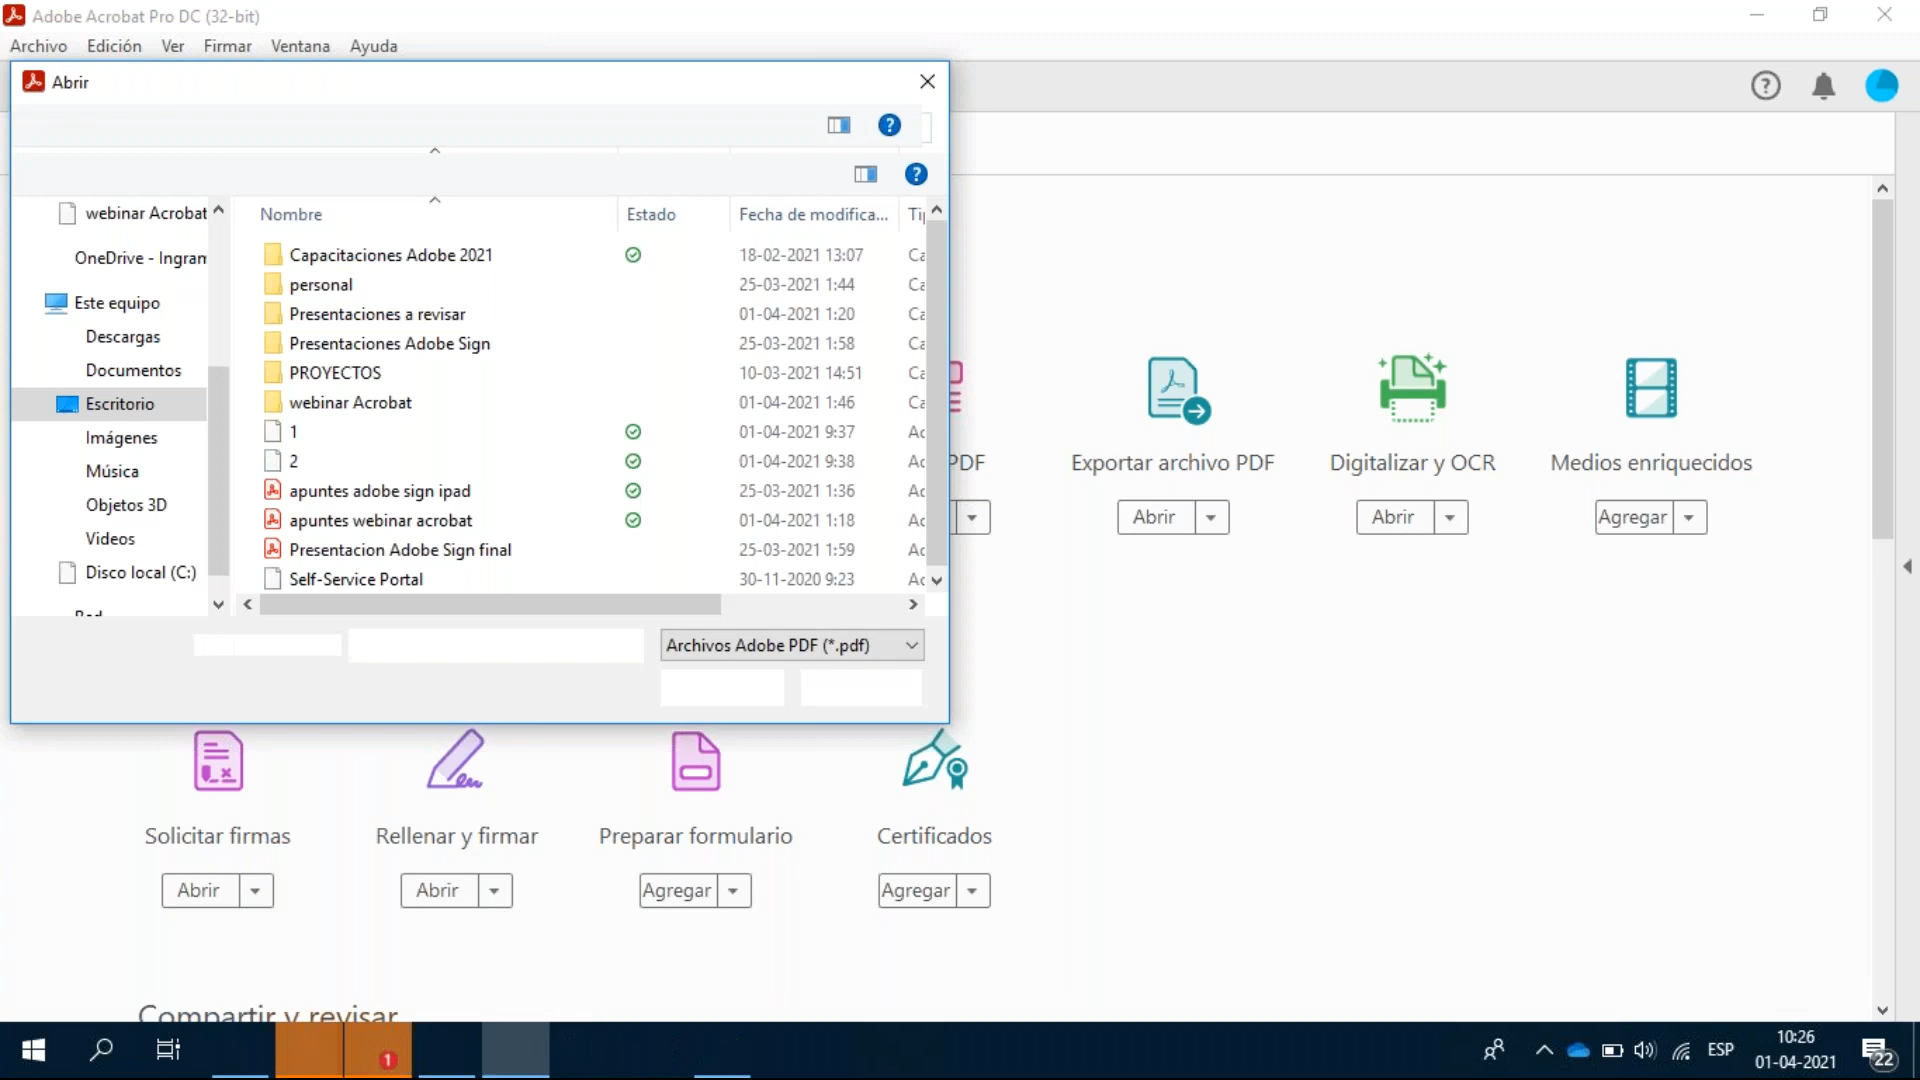 Adobe Acrobat Pro DC (32-bit)
Archivo Edición Ver Firmar Ventana Ayuda
Abrir
Nombre Estado Fecha de modifica...
webinar Acrobat
OneDrive - Ingram
Este equipo
Descargas
Documentos
Escritorio
Imágenes
Música
Objetos 3D
Videos
Disco local (C:)
Capacitaciones Adobe 2021 18-02-2021 13:07
personal 25-03-2021 1:44
Presentaciones a revisar 01-04-2021 1:20
Presentaciones Adobe Sign 25-03-2021 1:58
PROYECTOS 10-03-2021 14:51
webinar Acrobat 01-04-2021 1:46
1 01-04-2021 9:37
2 01-04-2021 9:38
apuntes adobe sign ipad 25-03-2021 1:36
apuntes webinar acrobat 01-04-2021 1:18
Presentacion Adobe Sign final 25-03-2021 1:59
Self-Service Portal 30-11-2020 9:23
Archivos Adobe PDF (*.pdf)
PDF Exportar archivo PDF Digitalizar y OCR Medios enriquecidos
Abrir Abrir Agregar
Solicitar firmas Rellenar y firmar Preparar formulario Certificados
Abrir Abrir Agregar Agregar
Compartir y revisar
1
ESP
10:26
01-04-2021
22